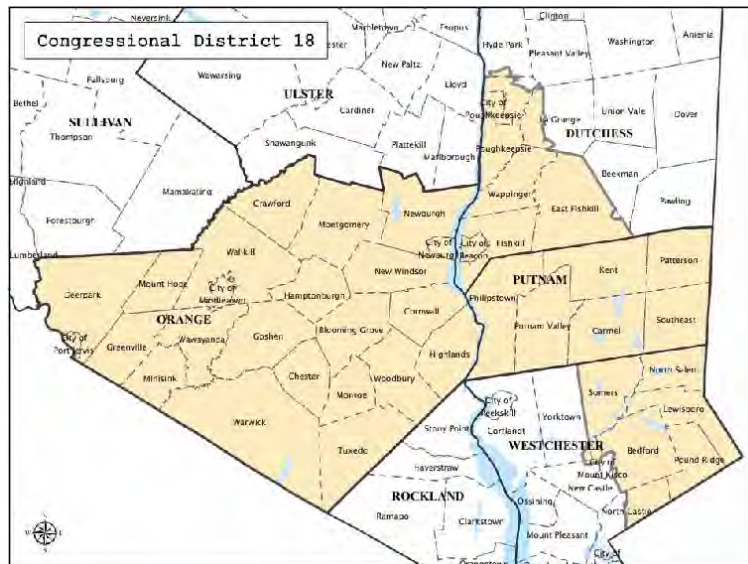 Congressional District 18
Neversink
Marbletown
Esopus
Hyde Park
Clinton
Pleasant Valley
Washington
Amenia
Fallsburg
Wawarsing
New Paltz
Lloyd
Bethel
SULLIVAN
ULSTER
Gardiner
City of
Poughkeepsie
La Grange
Union Vale
Dover
DUTCHESS
Thompson
Shawangunk
Plattekill
Marlborough
Poughkeepsie
Beekman
Highland
Mamakating
Wappinger
Pawling
Forestburgh
Crawford
Montgomery
Newburgh
East Fishkill
Lumberland
Wallkill
City of
Newburgh
City of
Beacon
Fishkill
Patterson
Kent
Deerpark
Mount Hope
City of
Middletown
New Windsor
PUTNAM
Hamptonburgh
Philipstown
ORANGE
Cornwall
Putnam Valley
Carmel
Southeast
City of
Port Jervis
Greenville
Wawayanda
Goshen
Blooming Grove
Highlands
Minisink
Chester
Woodbury
Monroe
North Salem
Somers
Lewisboro
Warwick
City of
Peekskill
Cortlandt
Yorktown
Stony Point
WESTCHESTER
Bedford
Pound Ridge
Tuxedo
Haverstraw
City of
Mount Kisco
New Castle
ROCKLAND
Ossining
North Castle
Ramapo
Clarkstown
Mount Pleasant
Orangetown
City of